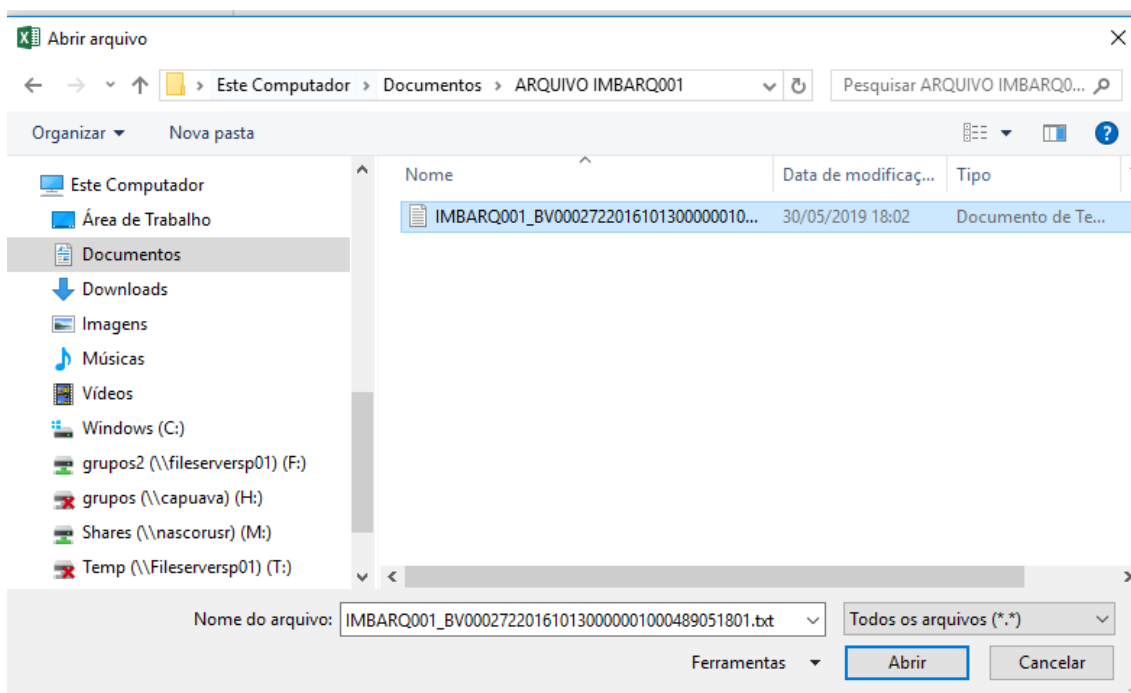 Abrir arquivo
Este Computador > Documentos > ARQUIVO IMBARQ001
Pesquisar ARQUIVO IMBARQ0...
Organizar Nova pasta
Nome Data de modificaç... Tipo
IMBARQ001_BV000272201610130000010... 30/05/2019 18:02 Documento de Te...
Este Computador
Área de Trabalho
Documentos
Downloads
Imagens
Músicas
Vídeos
Windows (C:)
grupos2 (\\fileserversp01) (F:)
grupos (\\capuava) (H:)
Shares (\\nascorusr) (M:)
Temp (\\Fileserversp01) (T:)
Nome do arquivo: IMBARQ001_BV000272201610130000001000489051801.txt Todos os arquivos (*.*)
Ferramentas Abrir Cancelar